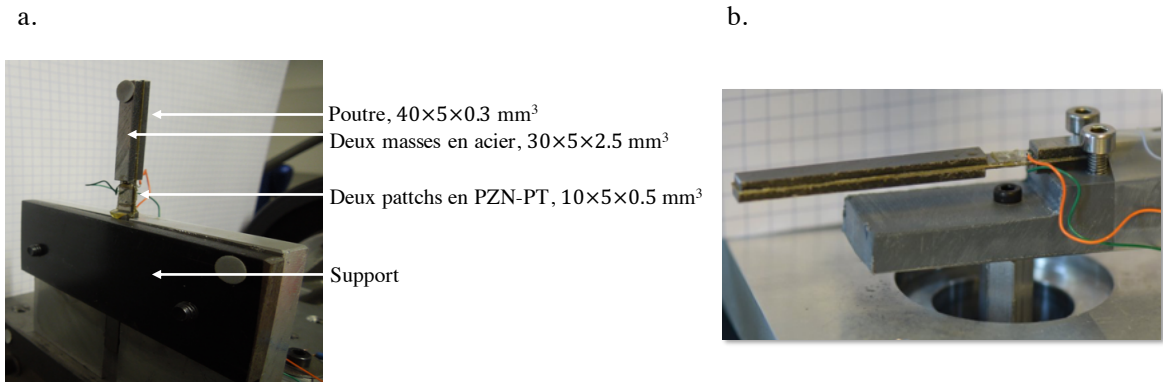 a.
b.
Poutre, 40×5×0.3 mm³
Deux masses en acier, 30×5×2.5 mm³
Deux pattchs en PZN-PT, 10×5×0.5 mm³
Support